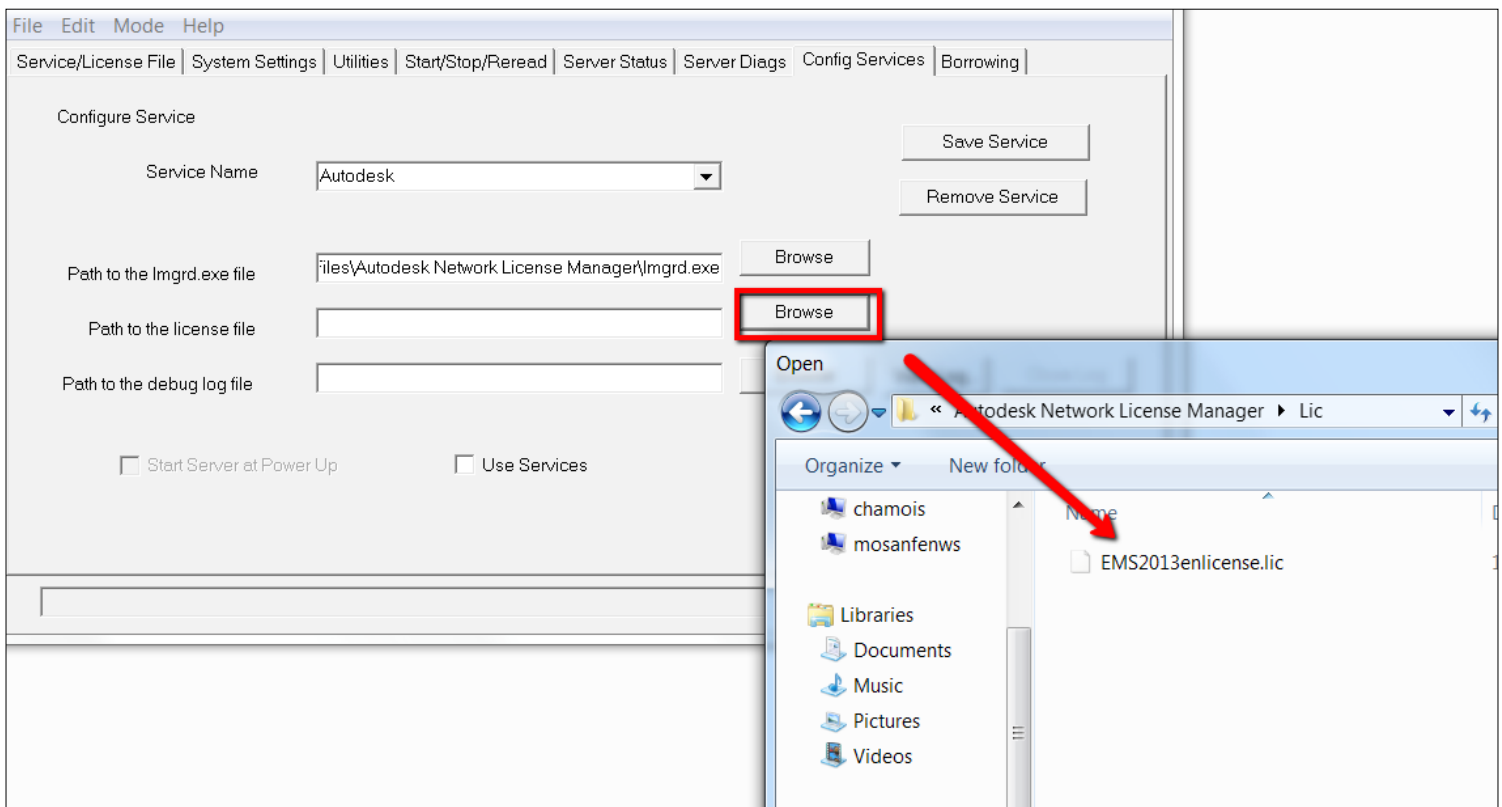 File Edit Mode Help
Service/License File System Settings Utilities Start/Stop/Reread Server Status Server Diags Config Services Borrowing
Configure Service
Save Service
Service Name Autodesk
Remove Service
Path to the lmgrd.exe file Files\Autodesk Network License Manager\lmgrd.exe Browse
Path to the license file Browse
Path to the debug log file
Start Server at Power Up Use Services
Open
« Autodesk Network License Manager Lic
Organize New folder
chamois
mosanfenws
Name
EMS2013enlicense.lic
Libraries
Documents
Music
Pictures
Videos